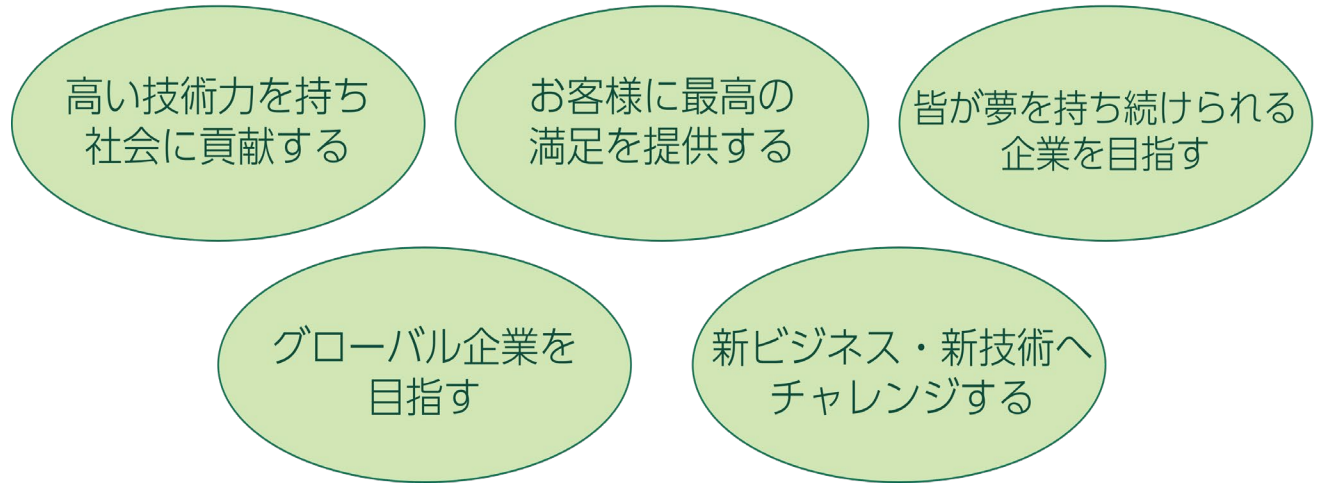 高い技術力を持ち
社会に貢献する
お客様に最高の
満足を提供する
皆が夢を持ち続けられる
企業を目指す
グローバル企業を
目指す
新ビジネス・新技術へ
チャレンジする